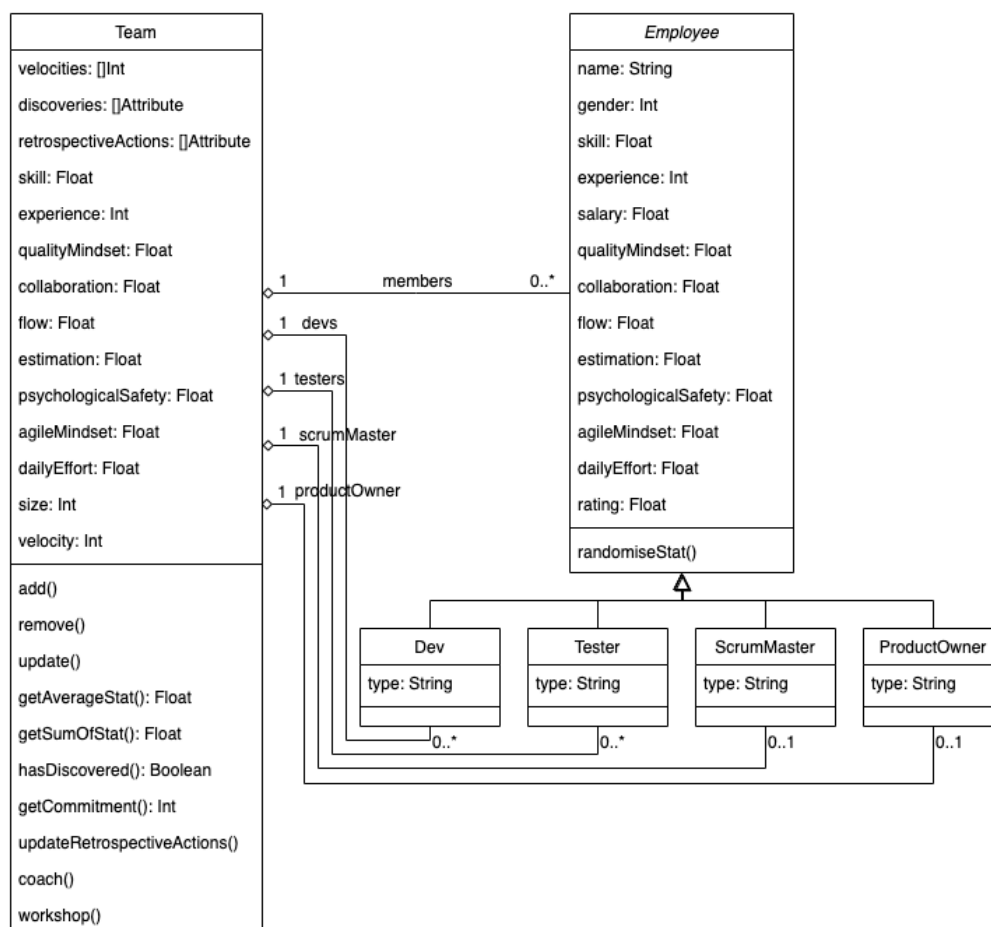 Team
velocities: []Int
discoveries: []Attribute
retrospectiveActions: []Attribute
skill: Float
experience: Int
qualityMindset: Float
collaboration: Float
flow: Float
estimation: Float
psychologicalSafety: Float
agileMindset: Float
dailyEffort: Float
size: Int
velocity: Int
add()
remove()
update()
getAverageStat(): Float
getSumOfStat(): Float
hasDiscovered(): Boolean
getCommitment(): Int
updateRetrospectiveActions()
coach()
workshop()
1 members 0..*
1 devs
1 testers
1 scrumMaster
1 productOwner
Employee
name: String
gender: Int
skill: Float
experience: Int
salary: Float
qualityMindset: Float
collaboration: Float
flow: Float
estimation: Float
psychologicalSafety: Float
agileMindset: Float
dailyEffort: Float
rating: Float
randomiseStat()
Dev
type: String
0..*
Tester
type: String
0..*
ScrumMaster
type: String
0..1
ProductOwner
type: String
0..1